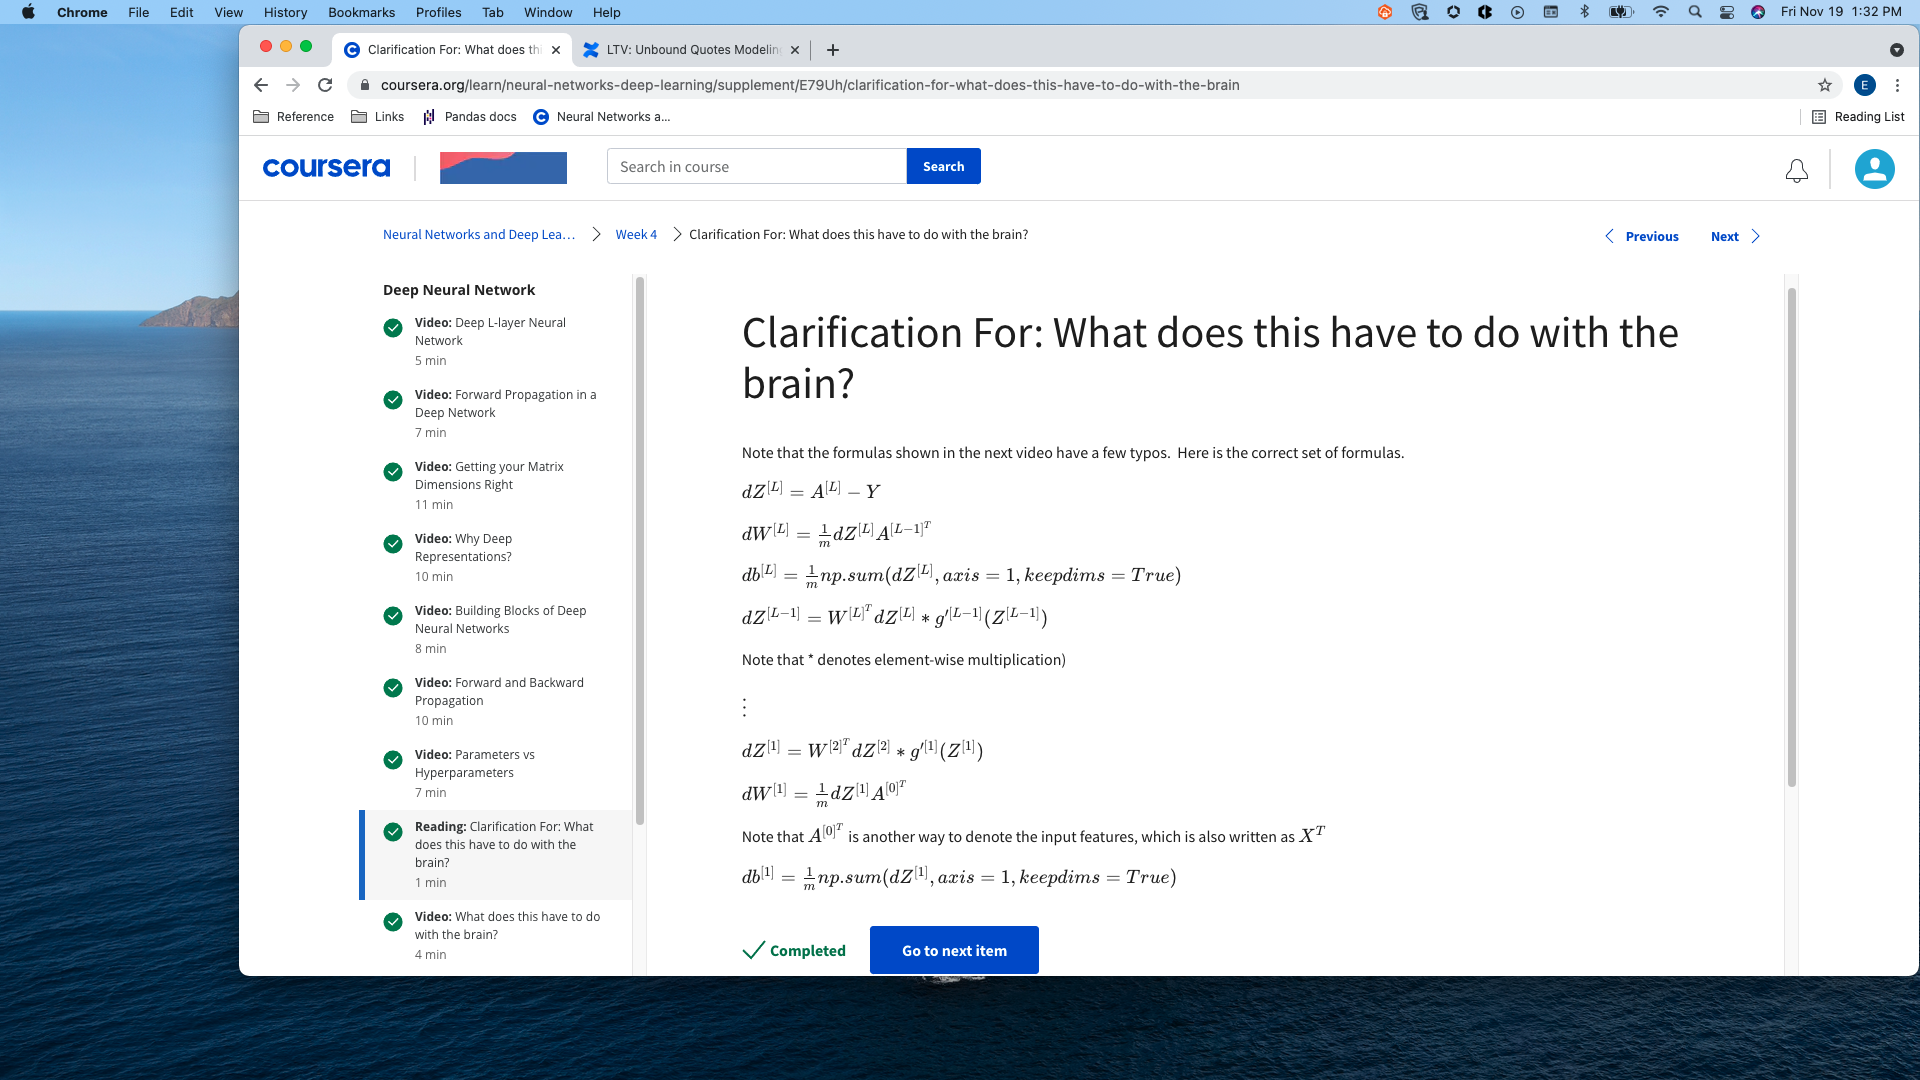 Chrome File Edit View History Bookmarks Profiles Tab Window Help Fri Nov 19 1:32 PM
Clarification For: What does thi LTV: Unbound Quotes Modeling
coursera.org/learn/neural-networks-deep-learning/supplement/E79Uh/clarification-for-what-does-this-have-to-do-with-the-brain E
Reference Links Pandas docs Neural Networks a... Reading List
coursera Search in course Search
Neural Networks and Deep Lea... Week 4 Clarification For: What does this have to do with the brain? Previous Next
Deep Neural Network
Video: Deep L-layer Neural
Network
5 min
Video: Forward Propagation in a
Deep Network
7 min
Video: Getting your Matrix
Dimensions Right
11 min
Video: Why Deep
Representations?
10 min
Video: Building Blocks of Deep
Neural Networks
8 min
Video: Forward and Backward
Propagation
10 min
Video: Parameters vs
Hyperparameters
7 min
Reading: Clarification For: What
does this have to do with the
brain?
1 min
Video: What does this have to do
with the brain?
4 min
Clarification For: What does this have to do with the
brain?
Note that the formulas shown in the next video have a few typos. Here is the correct set of formulas.
dZ^[L] = A^[L] − Y
dW^[L] = 1/m dZ^[L] A^[L−1]^T
db^[L] = 1/m np.sum(dZ^[L], axis = 1, keepdims = True)
dZ^[L−1] = W^[L]^T dZ^[L] * g′^[L−1](Z^[L−1])
Note that * denotes element-wise multiplication)
⋮
dZ^[1] = W^[2]^T dZ^[2] * g′^[1](Z^[1])
dW^[1] = 1/m dZ^[1] A^[0]^T
Note that A^[0]^T is another way to denote the input features, which is also written as X^T
db^[1] = 1/m np.sum(dZ^[1], axis = 1, keepdims = True)
Completed Go to next item